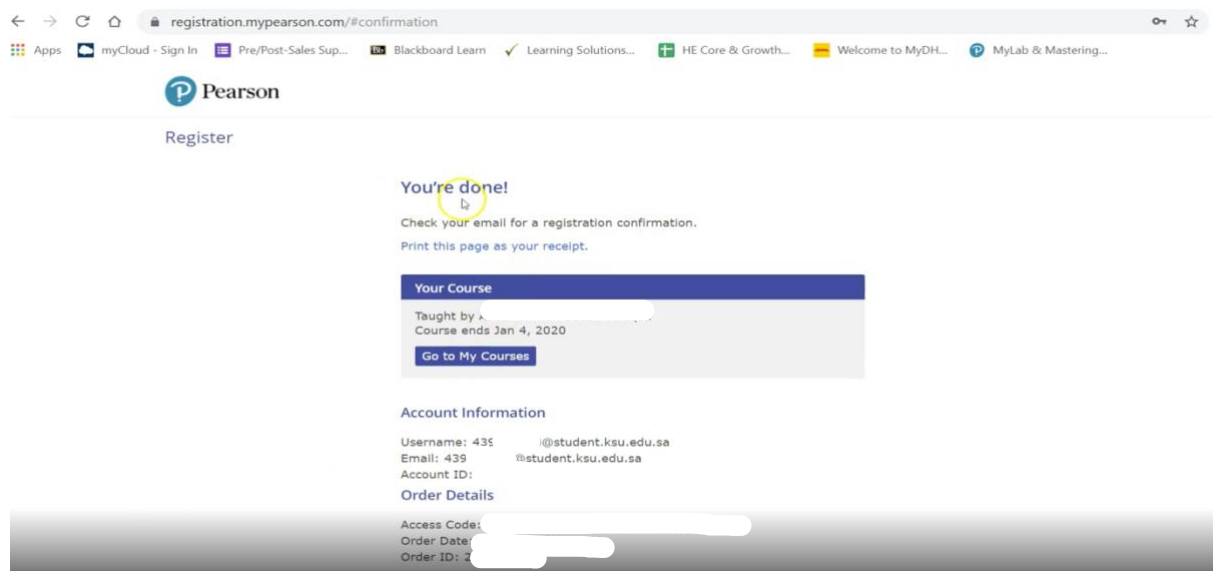 registration.mypearson.com/#confirmation
Apps myCloud - Sign In Pre/Post-Sales Sup... Blackboard Learn Learning Solutions... HE Core & Growth... Welcome to MyDH... MyLab & Mastering...
Pearson
Register
You're done!
Check your email for a registration confirmation.
Print this page as your receipt.
Your Course
Taught by
Course ends Jan 4, 2020
Go to My Courses
Account Information
Username: 439 @student.ksu.edu.sa
Email: 439 @student.ksu.edu.sa
Account ID:
Order Details
Access Code:
Order Date:
Order ID: 2